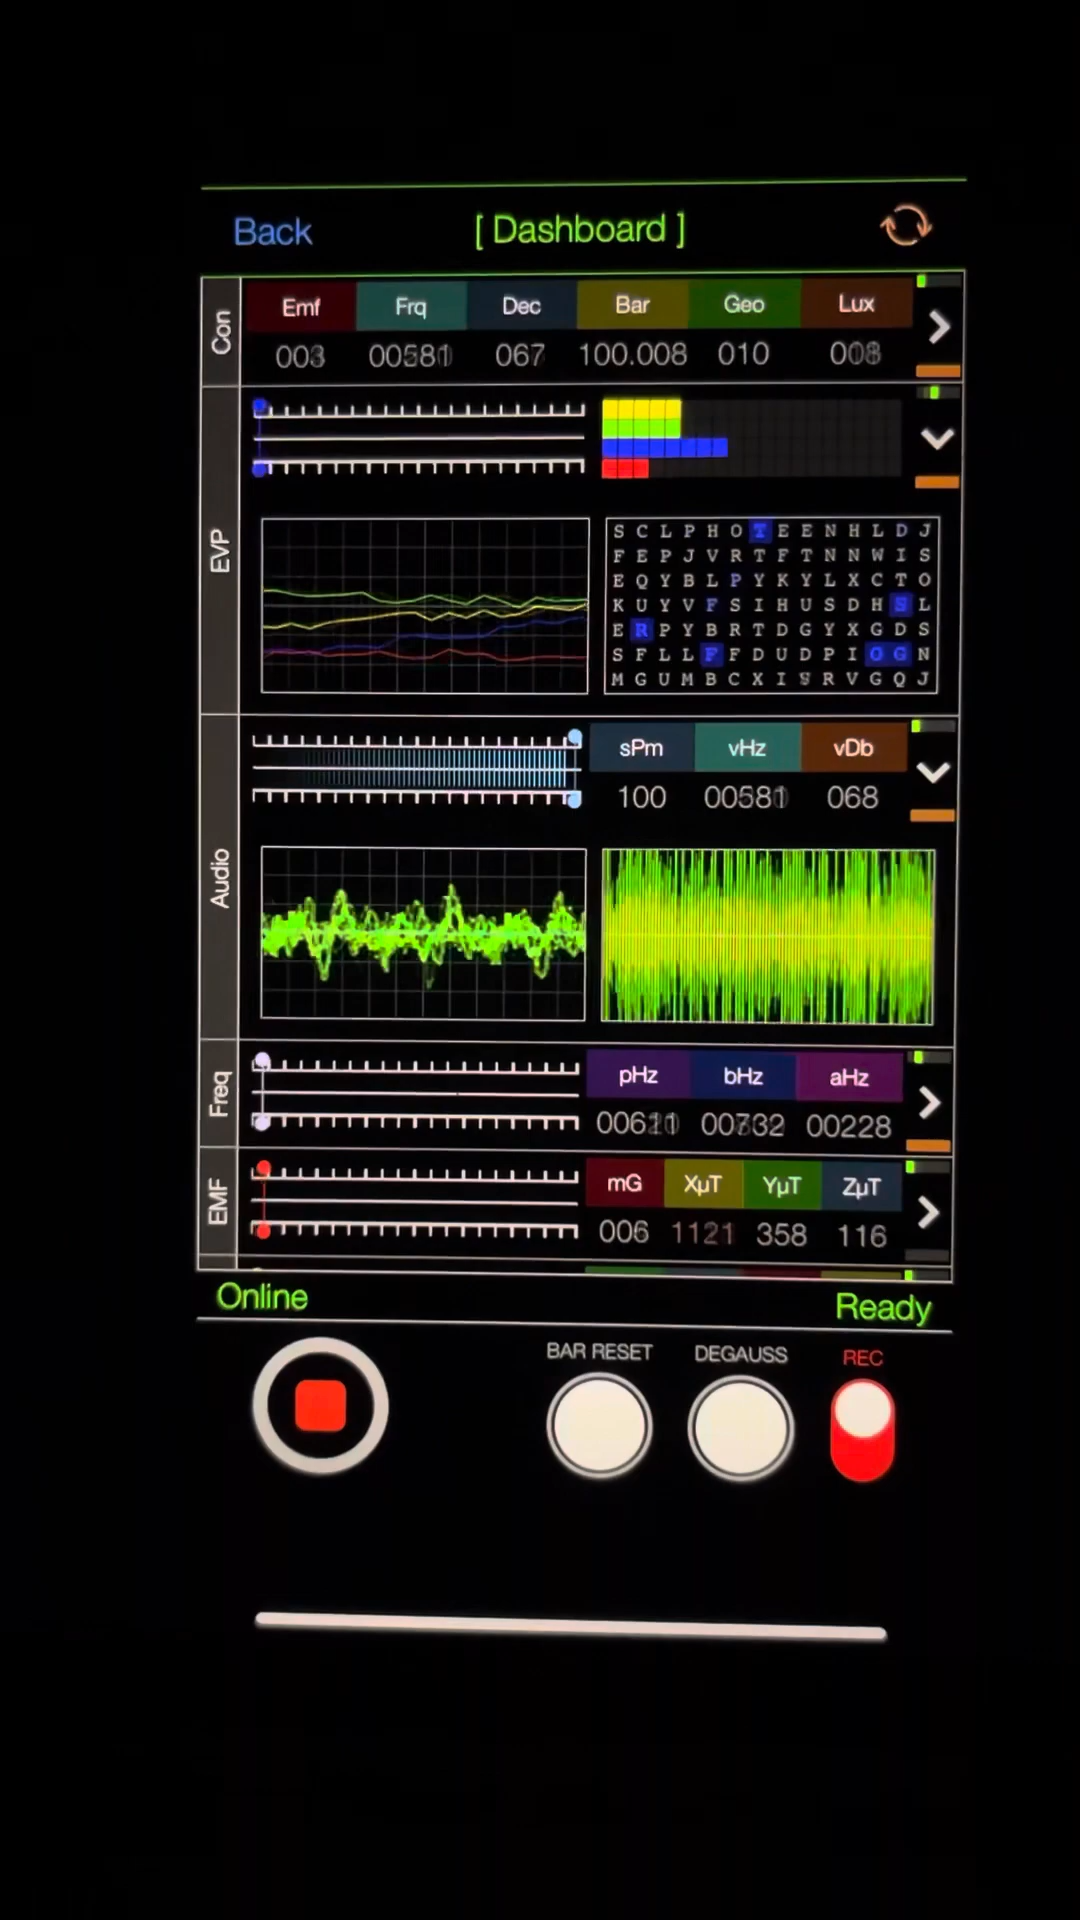 Back [ Dashboard ]
Con Emf Frq Dec Bar Geo Lux
067 100.008 010
EVP
S C L P H O T E E N H L D J
F E P J V R T F T N N W I S
E Q Y B L P Y K Y L X C T O
K U Y V F S I H U S D H S L
E R P Y B R T D G Y X G D S
S F L L F F D U D P I O G N
M G U M B C X I R V G Q J
Audio sPm vHz vDb
100 068
Freq pHz bHz aHz
00228
EMF mG XµT YµT ZµT
006 1121 358 116
Online Ready
BAR RESET DEGAUSS REC